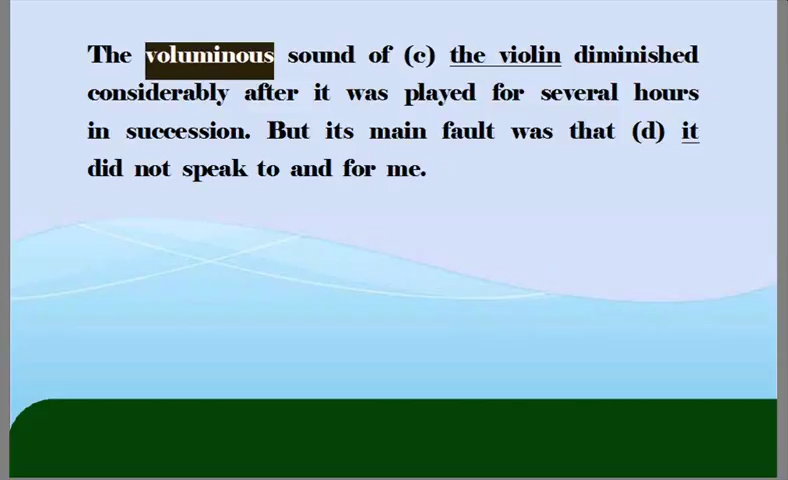 The voluminous sound of (c) the violin diminished
considerably after it was played for several hours
in succession. But its main fault was that (d) it
did not speak to and for me.